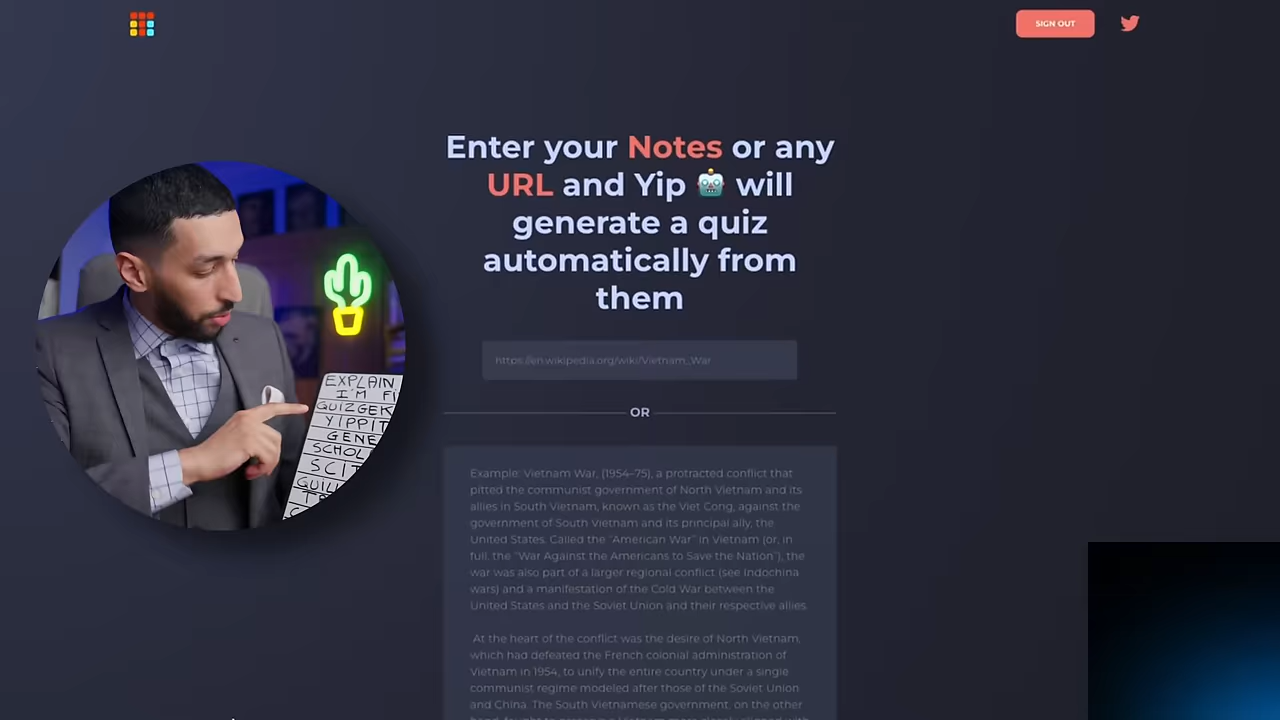 SIGN OUT
Enter your Notes or any
URL and Yip 🤖 will
generate a quiz
automatically from
them
https://en.wikipedia.org/wiki/Vietnam_War
OR
Example: Vietnam War, (1954–75), a protracted conflict that
pitted the communist government of North Vietnam and its
allies in South Vietnam, known as the Viet Cong, against the
government of South Vietnam and its principal ally, the
United States. Called the “American War” in Vietnam (or, in
full, the “War Against the Americans to Save the Nation”), the
war was also part of a larger regional conflict (see Indochina
wars) and a manifestation of the Cold War between the
United States and the Soviet Union and their respective allies.
At the heart of the conflict was the desire of North Vietnam,
which had defeated the French colonial administration of
Vietnam in 1954, to unify the entire country under a single
communist regime modeled after those of the Soviet Union
and China. The South Vietnamese government, on the other
EXPLAIN
I'M FI
QUIZGEK
YIPPIT
GENE
SCHOL
SCIT